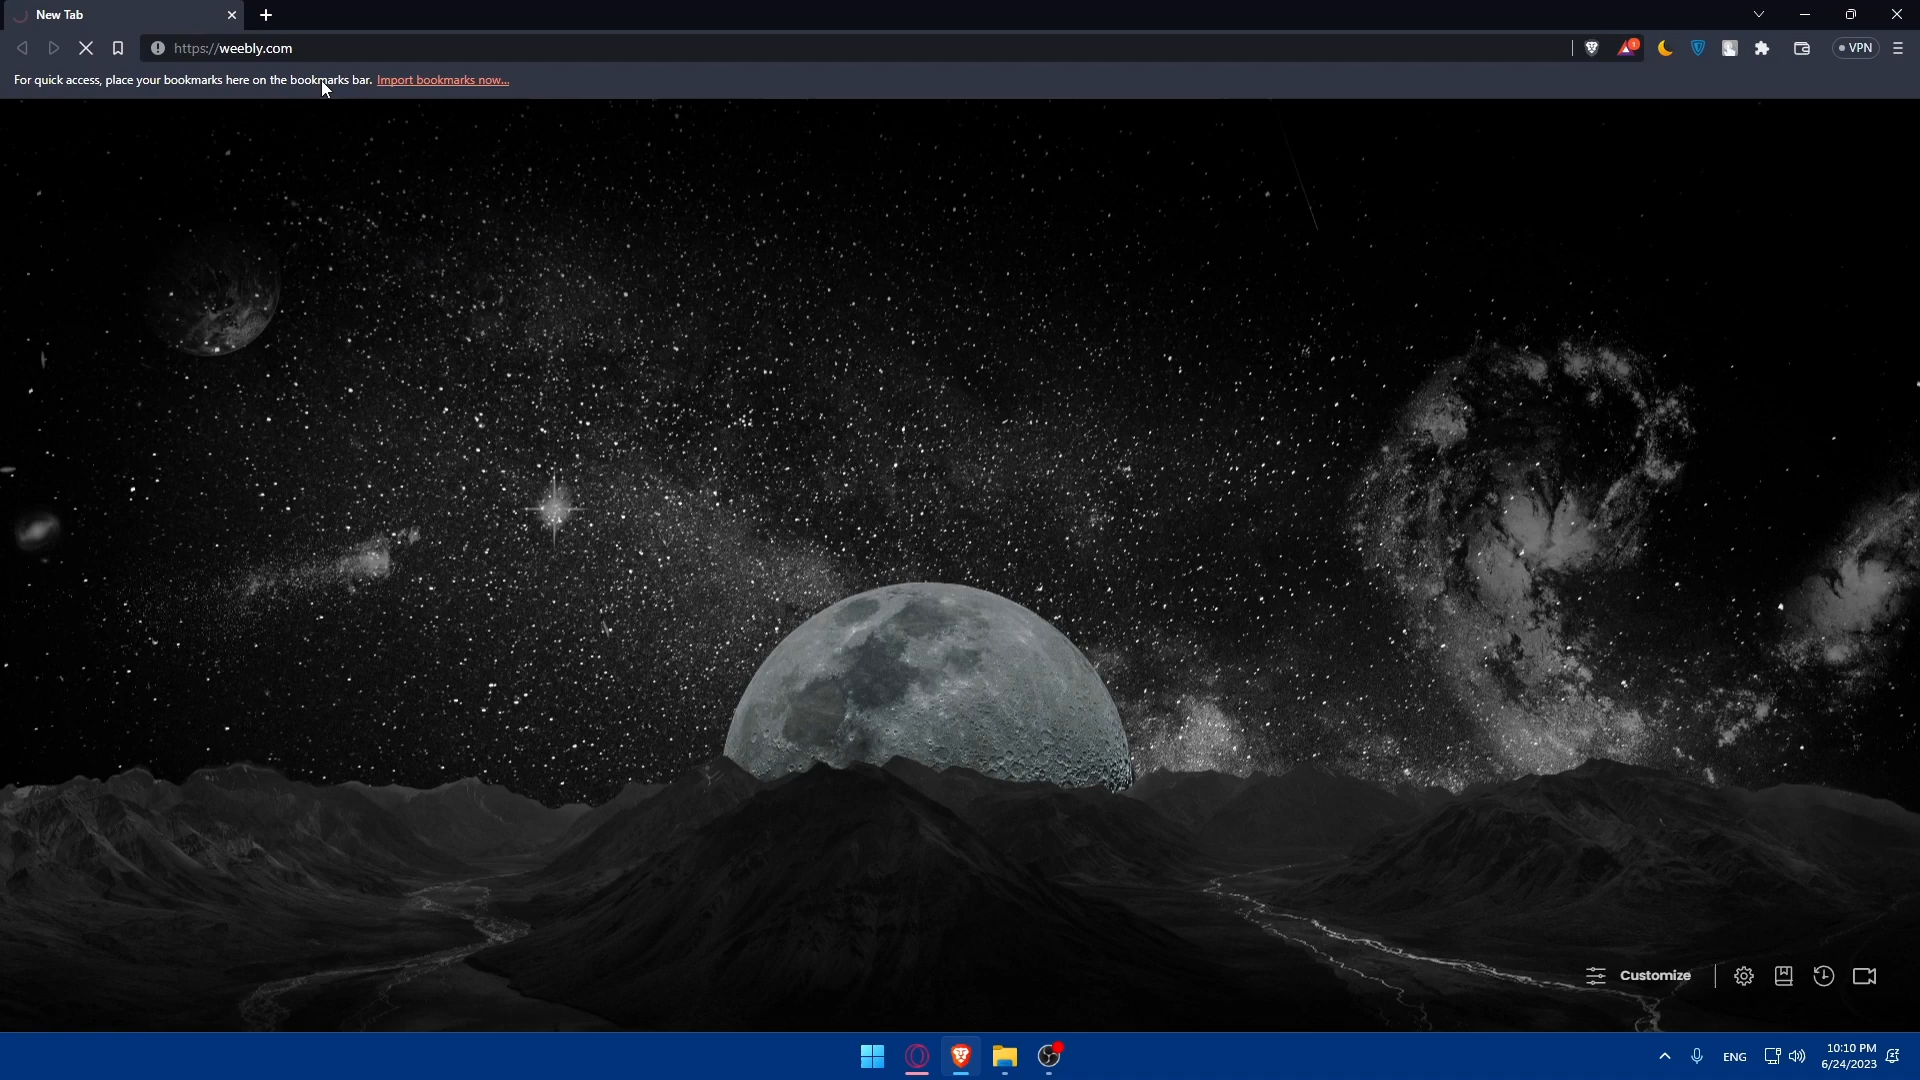 New Tab
https://weebly.com
1
VPN
For quick access, place your bookmarks here on the bookmarks bar. Import bookmarks now...
Customize
ENG
10:10 PM
6/24/2023